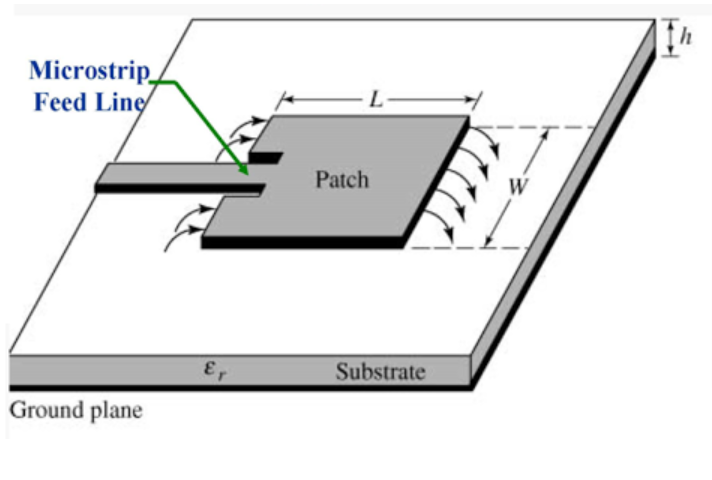 h
Microstrip
Feed Line
L
Patch
W
εr
Substrate
Ground plane